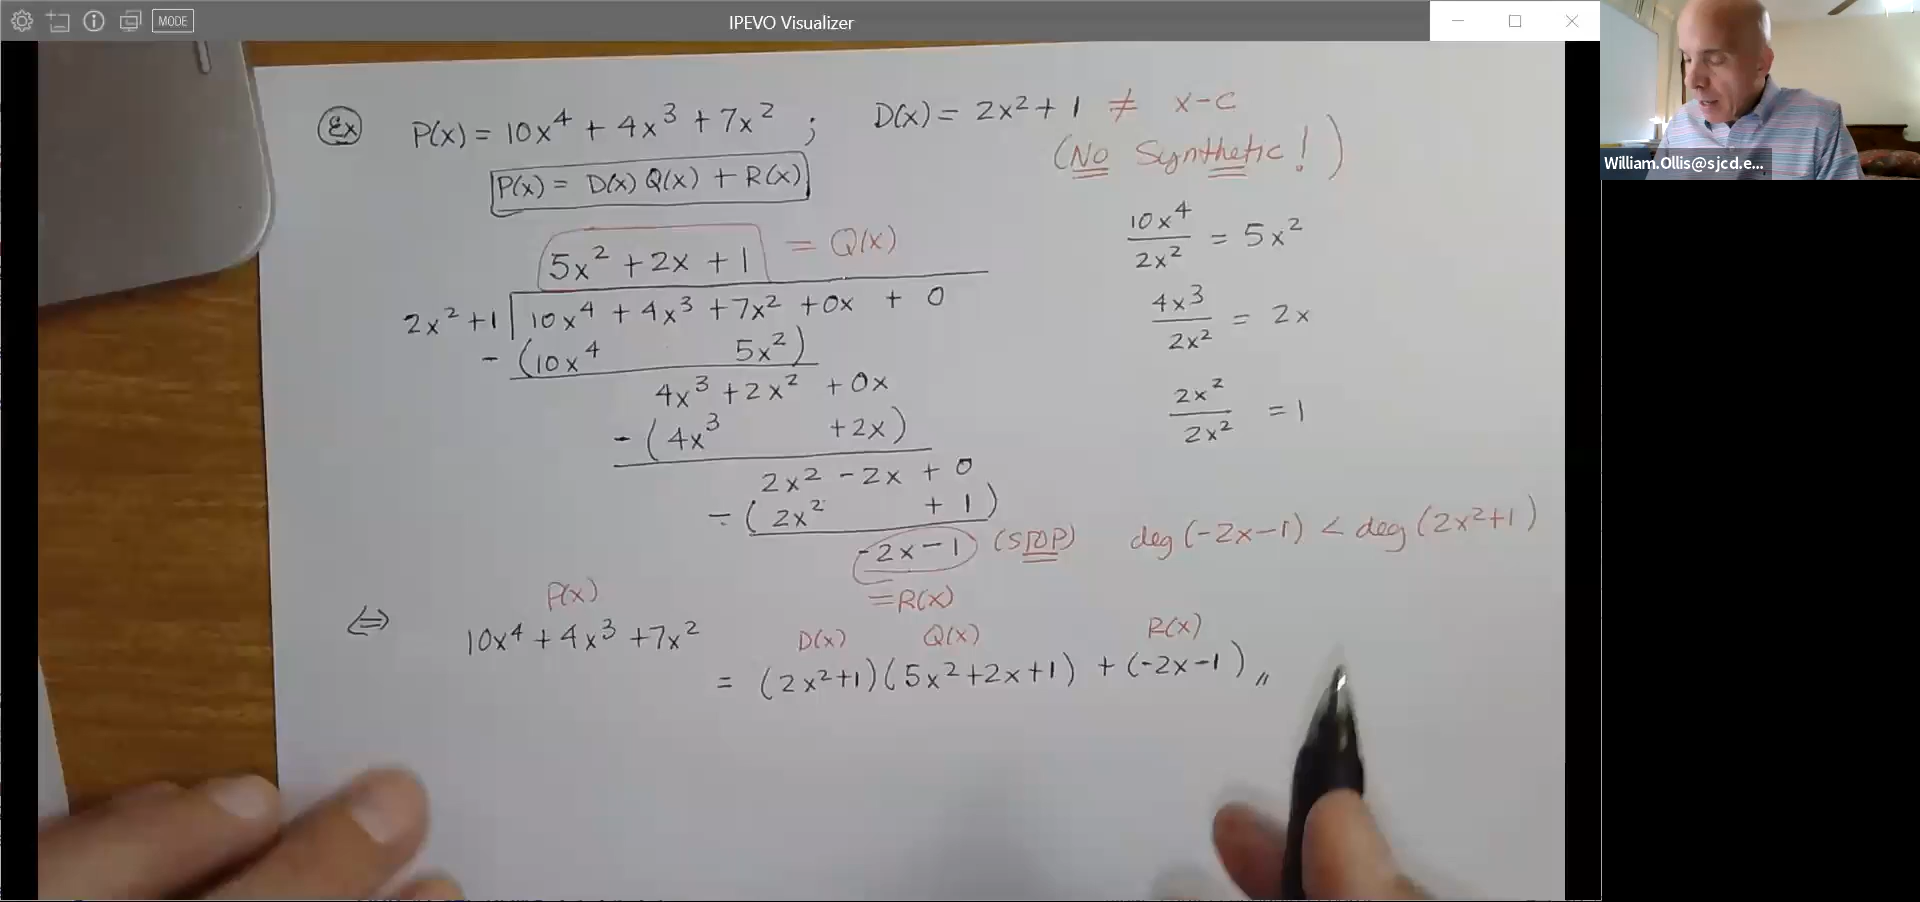 MODE
IPEVO Visualizer
William.Ollis@sjcd.e...
Ex P(x) = 10x⁴ + 4x³ + 7x² ; D(x) = 2x² + 1 ≠ x - c
(No Synthetic!)
P(x) = D(x) Q(x) + R(x)
10x⁴/2x² = 5x²
5x² + 2x + 1 = Q(x)
2x² + 1 10x⁴ + 4x³ + 7x² + 0x + 0
4x³/2x² = 2x
- (10x⁴ 5x²)
4x³ + 2x² + 0x
2x²/2x² = 1
- (4x³ + 2x)
2x² - 2x + 0
- (2x² + 1)
-2x - 1 (STOP) deg(-2x-1) < deg(2x²+1)
= R(x)
P(x)
⇔ 10x⁴ + 4x³ + 7x²
D(x) Q(x) R(x)
= (2x²+1)(5x²+2x+1) + (-2x-1) //